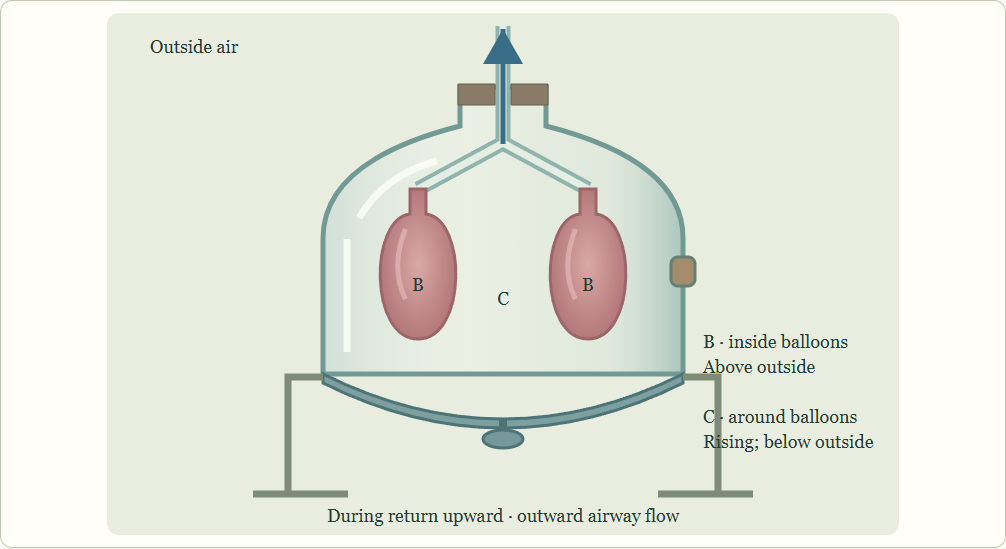 Outside air
B
B
C
B · inside balloons
Above outside
C · around balloons
Rising; below outside
During return upward · outward airway flow